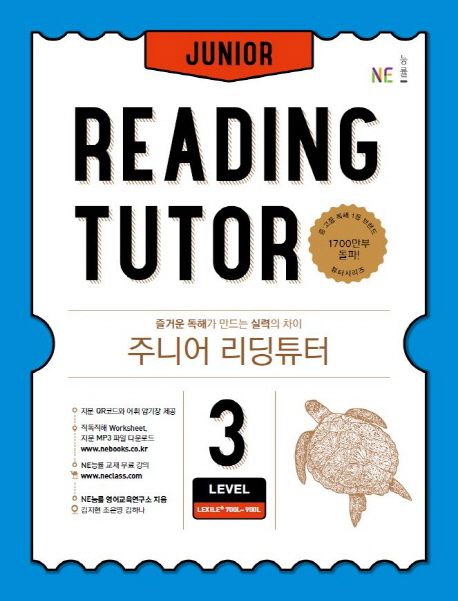 JUNIOR
NE능률
READING
TUTOR
중·고등 독해 1등 브랜드
1700만부
돌파!
튜터시리즈
즐거운 독해가 만드는 실력의 차이
주니어 리딩튜터
지문 QR코드와 어휘 암기장 제공
직독직해 Worksheet,
지문 MP3 파일 다운로드
www.nebooks.co.kr
NE능률 교재 무료 강의
www.neclass.com
NE능률 영어교육연구소 지음
김지현 조은영 김하나
3
LEVEL
LEXILE® 700L-900L